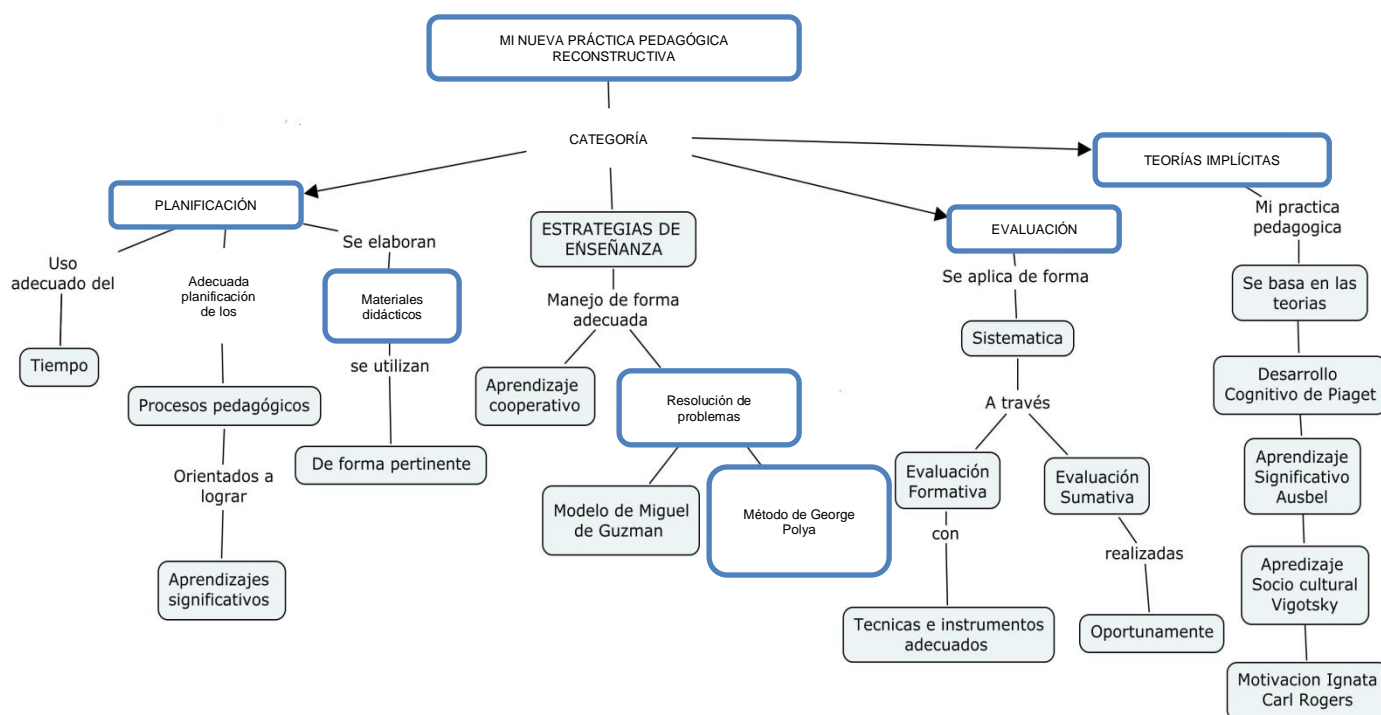 MI NUEVA PRÁCTICA PEDAGÓGICA
RECONSTRUCTIVA
CATEGORÍA
PLANIFICACIÓN
Uso
adecuado del
Tiempo
Adecuada
planificación
de los
Procesos pedagógicos
Orientados a
lograr
Aprendizajes
significativos
Se elaboran
Materiales
didácticos
se utilizan
De forma pertinente
ESTRATEGIAS DE
ENSEÑANZA
Manejo de forma
adecuada
Aprendizaje
cooperativo
Resolución de
problemas
Modelo de Miguel
de Guzman
Método de George
Polya
EVALUACIÓN
Se aplica de forma
Sistematica
A través
Evaluación
Formativa
con
Tecnicas e instrumentos
adecuados
Evaluación
Sumativa
realizadas
Oportunamente
TEORÍAS IMPLÍCITAS
Mi practica
pedagogica
Se basa en las
teorias
Desarrollo
Cognitivo de Piaget
Aprendizaje
Significativo
Ausbel
Apredizaje
Socio cultural
Vigotsky
Motivacion Ignata
Carl Rogers